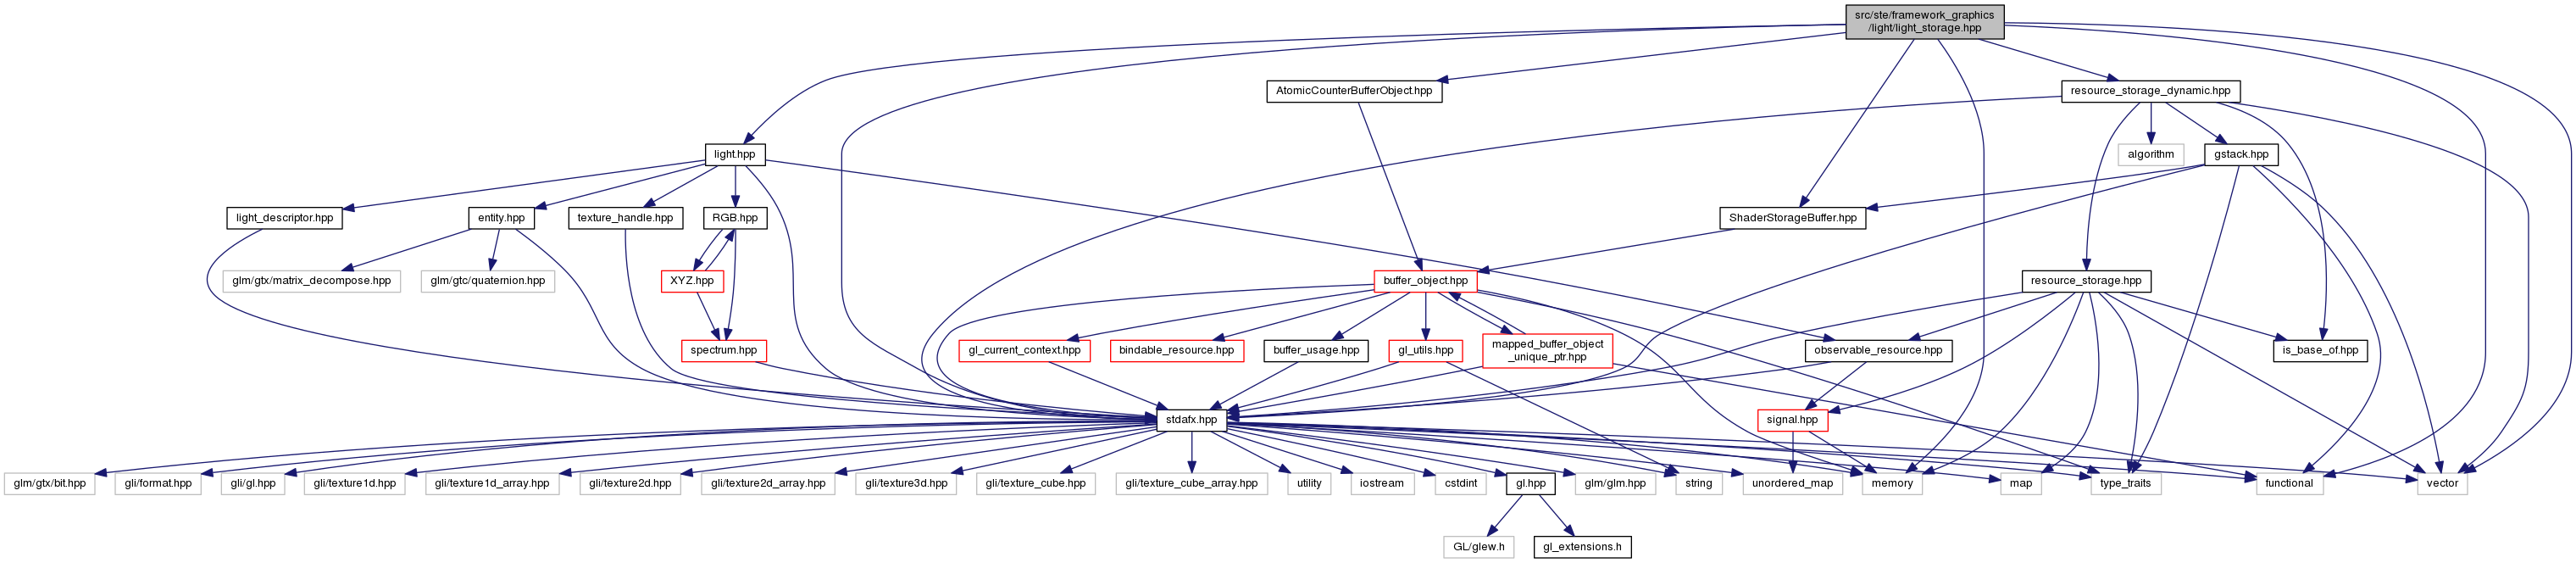 src/ste/framework_graphics
/light/light_storage.hpp
AtomicCounterBufferObject.hpp
resource_storage_dynamic.hpp
light.hpp
algorithm
gstack.hpp
light_descriptor.hpp
entity.hpp
texture_handle.hpp
RGB.hpp
ShaderStorageBuffer.hpp
glm/gtx/matrix_decompose.hpp
glm/gtc/quaternion.hpp
XYZ.hpp
buffer_object.hpp
resource_storage.hpp
spectrum.hpp
gl_current_context.hpp
bindable_resource.hpp
buffer_usage.hpp
gl_utils.hpp
mapped_buffer_object
_unique_ptr.hpp
observable_resource.hpp
is_base_of.hpp
stdafx.hpp
signal.hpp
glm/gtx/bit.hpp
gli/format.hpp
gli/gl.hpp
gli/texture1d.hpp
gli/texture1d_array.hpp
gli/texture2d.hpp
gli/texture2d_array.hpp
gli/texture3d.hpp
gli/texture_cube.hpp
gli/texture_cube_array.hpp
utility
iostream
cstdint
gl.hpp
glm/glm.hpp
string
unordered_map
memory
map
type_traits
functional
vector
GL/glew.h
gl_extensions.h